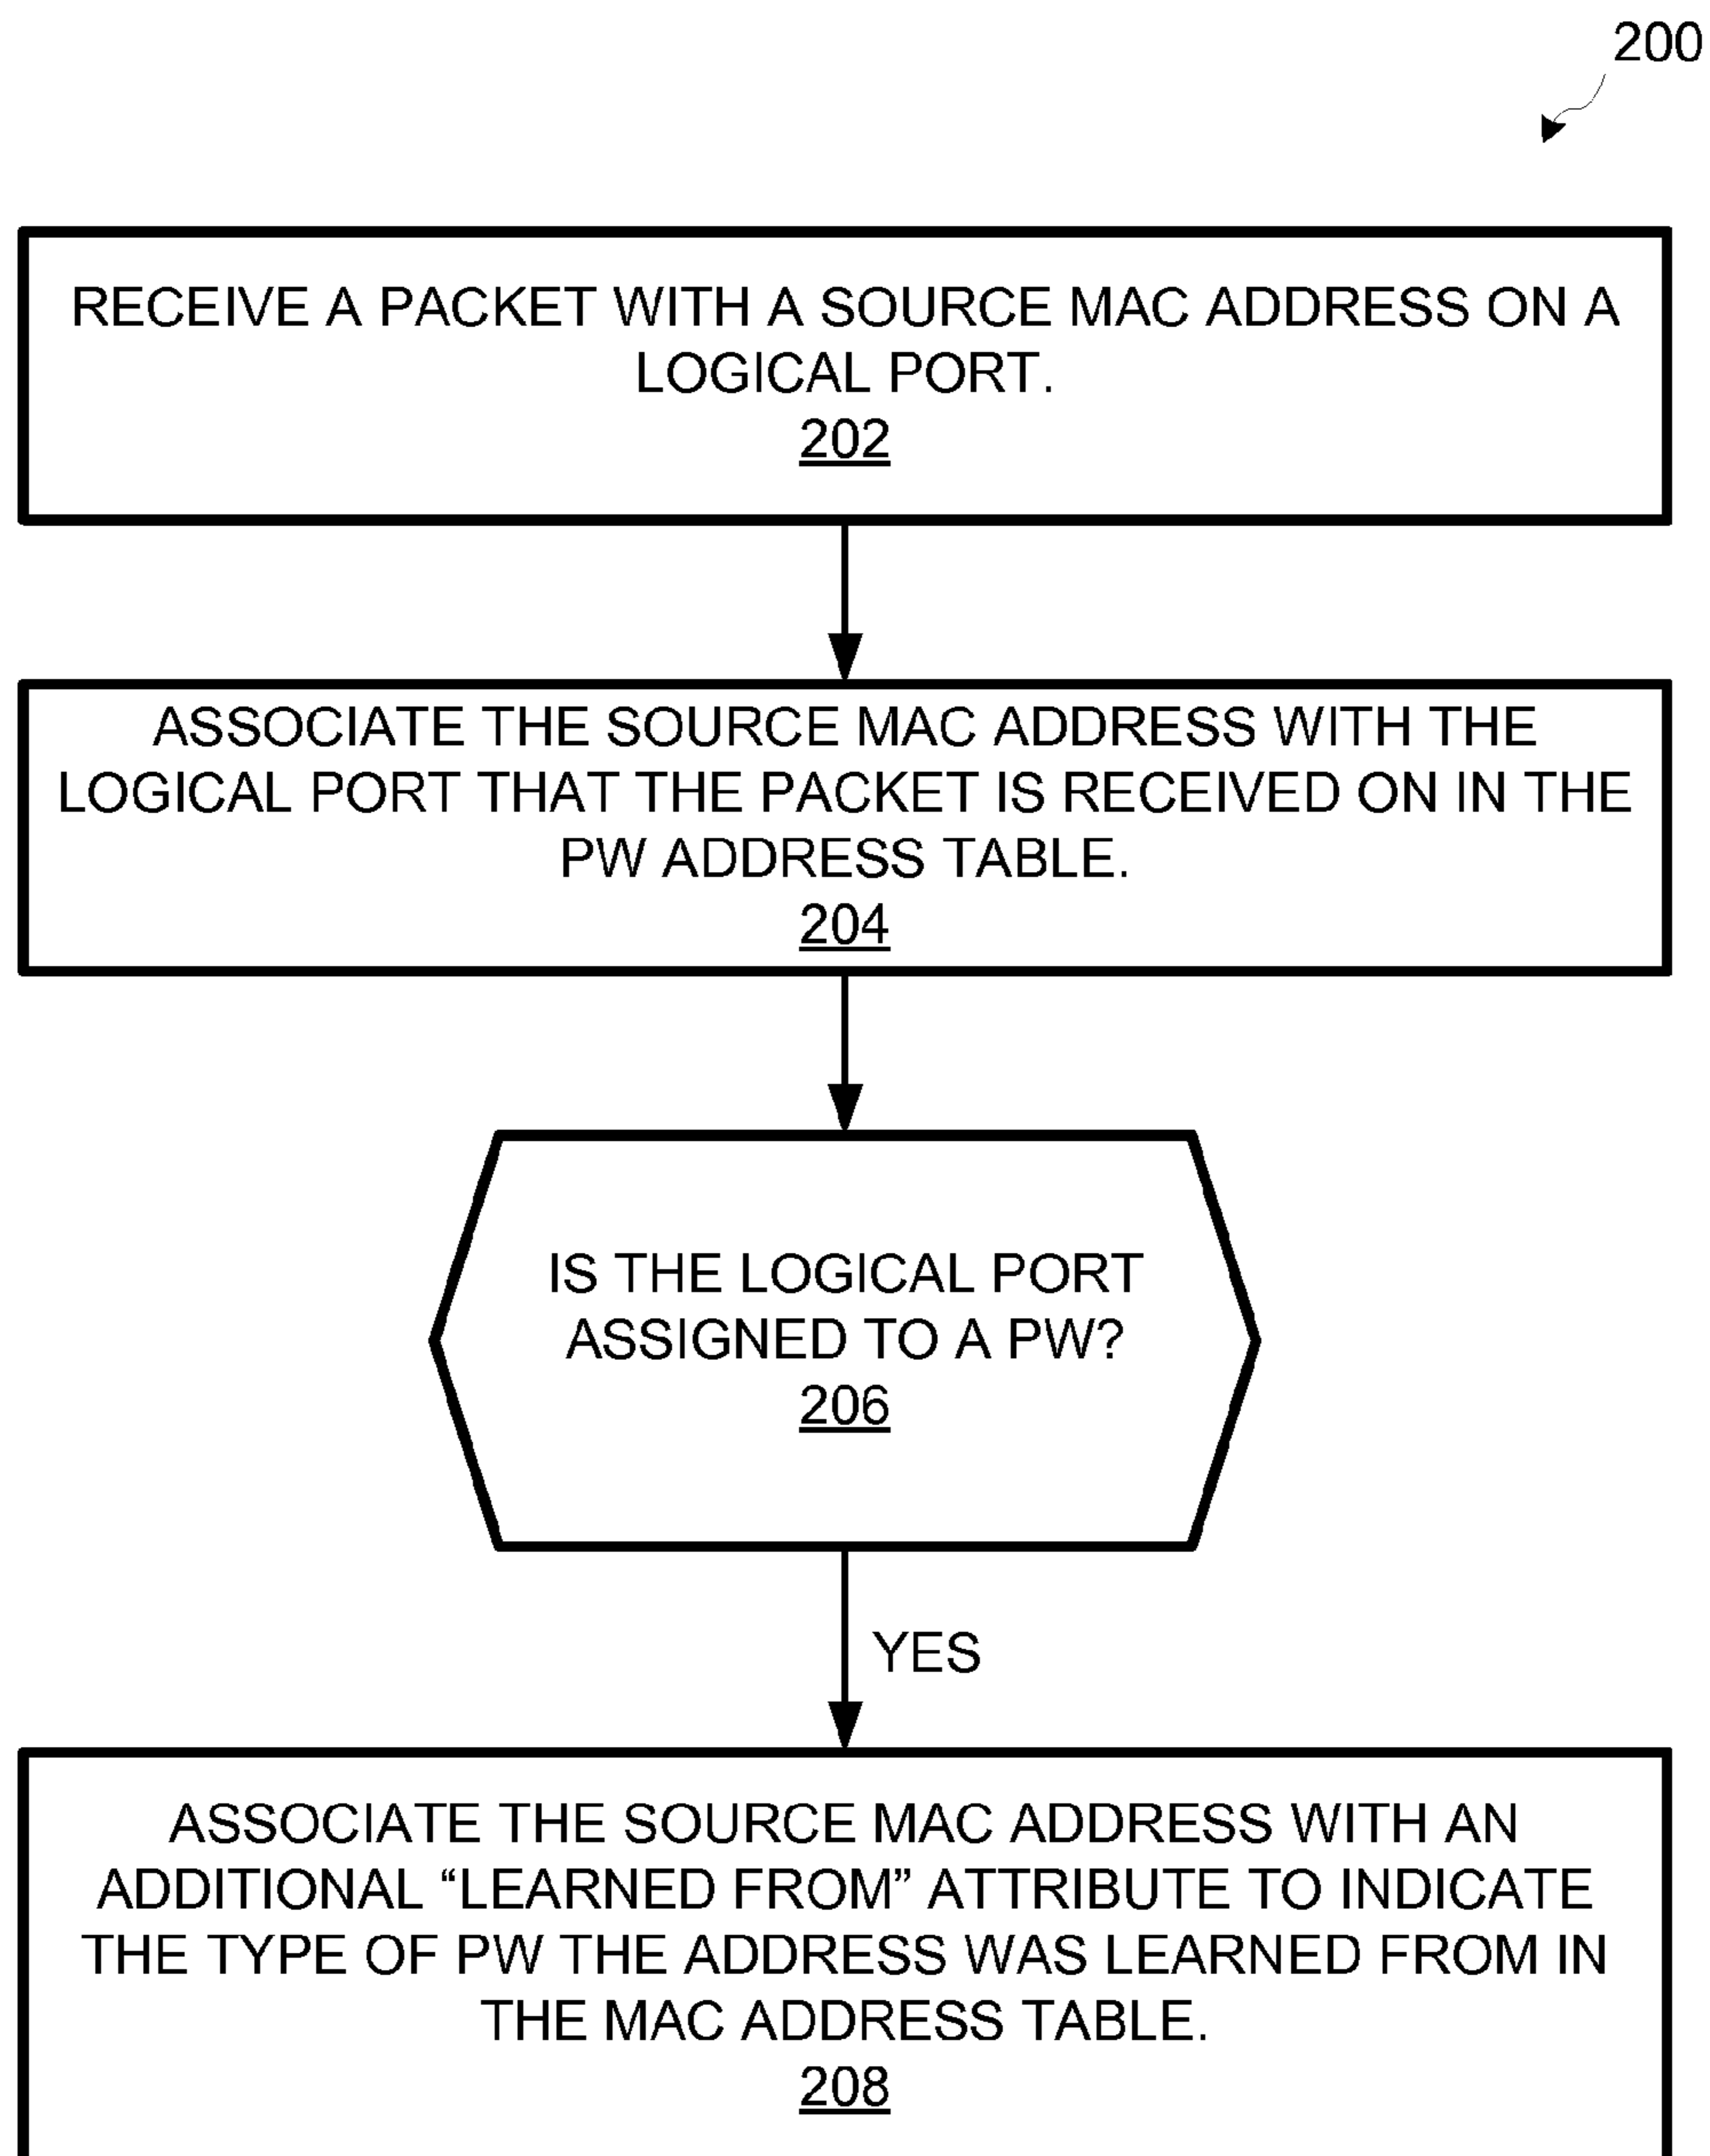 200
RECEIVE A PACKET WITH A SOURCE MAC ADDRESS ON A
LOGICAL PORT.
202
ASSOCIATE THE SOURCE MAC ADDRESS WITH THE
LOGICAL PORT THAT THE PACKET IS RECEIVED ON IN THE
PW ADDRESS TABLE.
204
IS THE LOGICAL PORT
ASSIGNED TO A PW?
206
YES
ASSOCIATE THE SOURCE MAC ADDRESS WITH AN
ADDITIONAL “LEARNED FROM” ATTRIBUTE TO INDICATE
THE TYPE OF PW THE ADDRESS WAS LEARNED FROM IN
THE MAC ADDRESS TABLE.
208